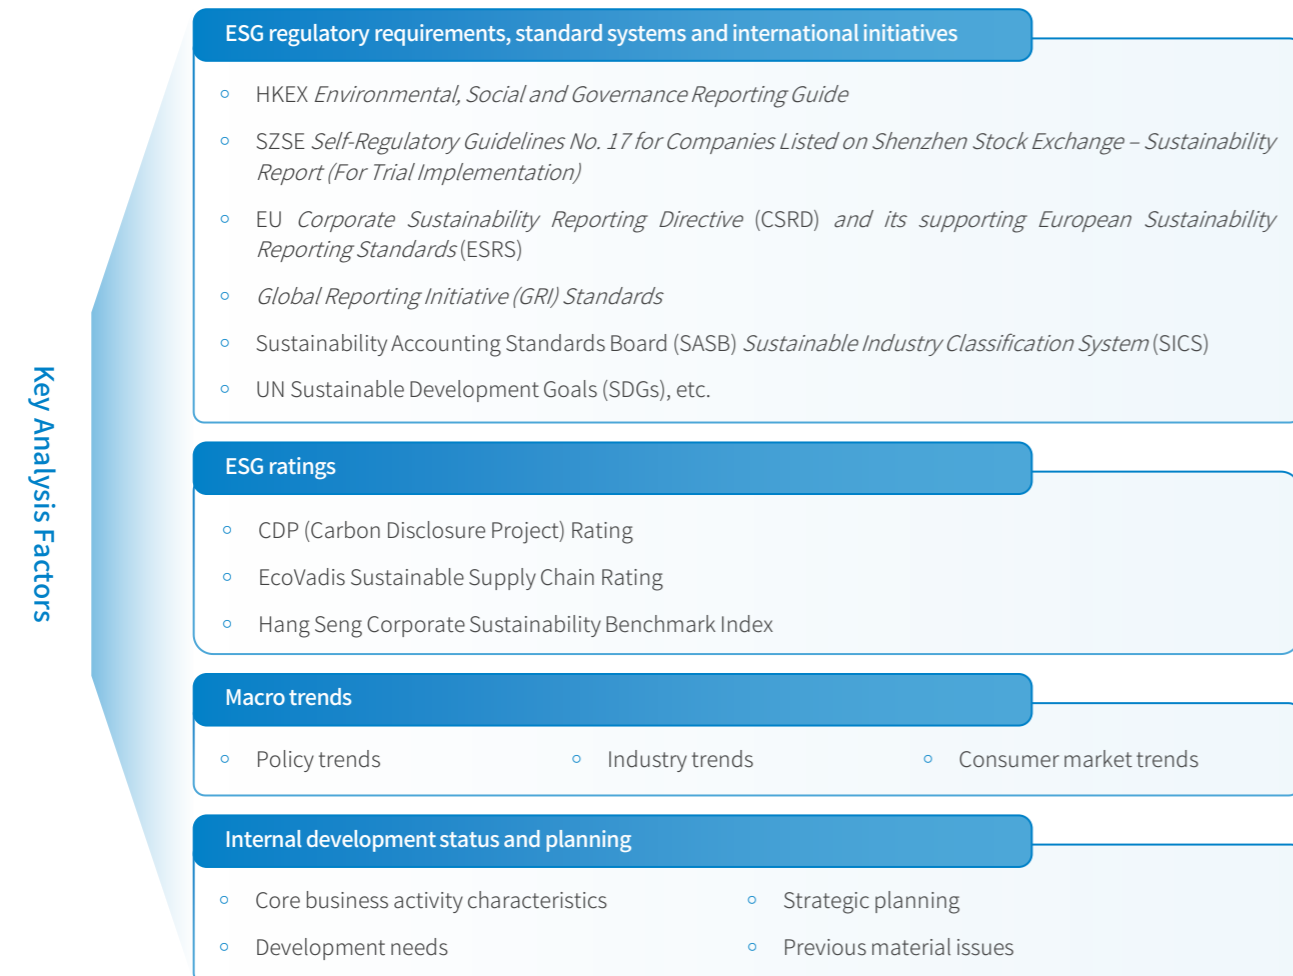 Key Analysis Factors
ESG regulatory requirements, standard systems and international initiatives
HKEX Environmental, Social and Governance Reporting Guide
SZSE Self-Regulatory Guidelines No. 17 for Companies Listed on Shenzhen Stock Exchange – Sustainability
Report (For Trial Implementation)
EU Corporate Sustainability Reporting Directive (CSRD) and its supporting European Sustainability
Reporting Standards (ESRS)
Global Reporting Initiative (GRI) Standards
Sustainability Accounting Standards Board (SASB) Sustainable Industry Classification System (SICS)
UN Sustainable Development Goals (SDGs), etc.
ESG ratings
CDP (Carbon Disclosure Project) Rating
EcoVadis Sustainable Supply Chain Rating
Hang Seng Corporate Sustainability Benchmark Index
Macro trends
Policy trends
Industry trends
Consumer market trends
Internal development status and planning
Core business activity characteristics
Strategic planning
Development needs
Previous material issues